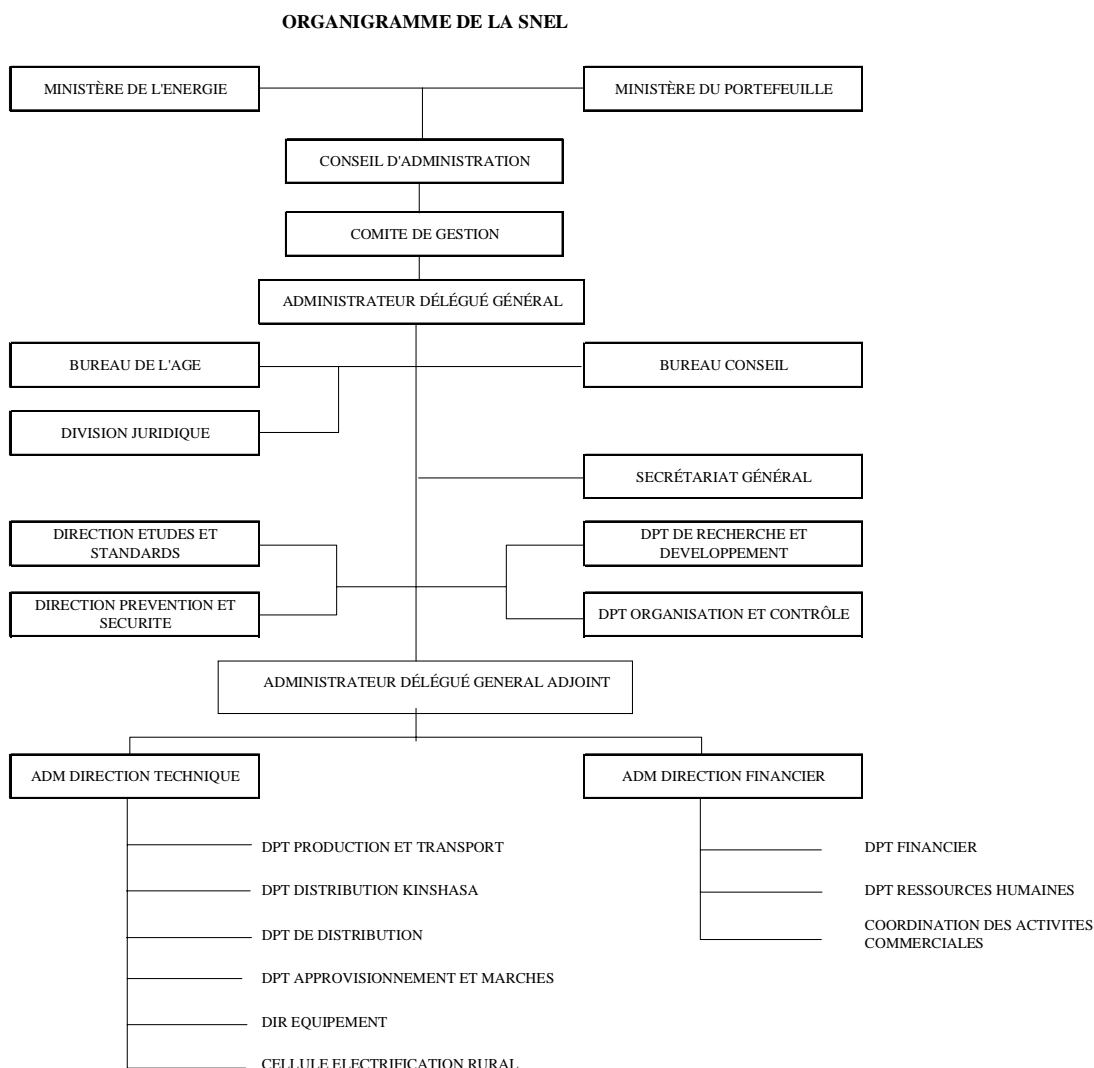 ORGANIGRAMME DE LA SNEL
MINISTÈRE DE L'ENERGIE
MINISTÈRE DU PORTEFEUILLE
CONSEIL D'ADMINISTRATION
COMITE DE GESTION
ADMINISTRATEUR DÉLÉGUÉ GÉNÉRAL
BUREAU DE L'AGE
BUREAU CONSEIL
DIVISION JURIDIQUE
SECRÉTARIAT GÉNÉRAL
DIRECTION ETUDES ET
STANDARDS
DPT DE RECHERCHE ET
DEVELOPPEMENT
DIRECTION PREVENTION ET
SECURITE
DPT ORGANISATION ET CONTRÔLE
ADMINISTRATEUR DÉLÉGUÉ GENERAL ADJOINT
ADM DIRECTION TECHNIQUE
ADM DIRECTION FINANCIER
DPT PRODUCTION ET TRANSPORT
DPT DISTRIBUTION KINSHASA
DPT DE DISTRIBUTION
DPT APPROVISIONNEMENT ET MARCHES
DIR EQUIPEMENT
CELLULE ELECTRIFICATION RURAL
DPT FINANCIER
DPT RESSOURCES HUMAINES
COORDINATION DES ACTIVITES
COMMERCIALES